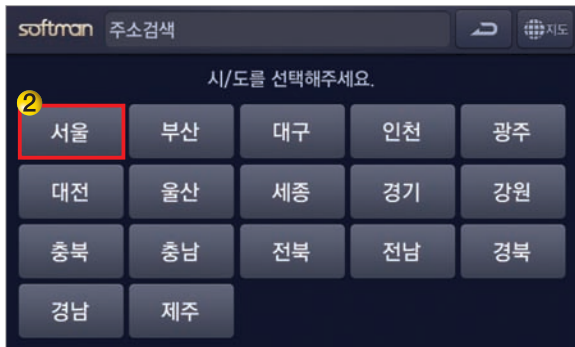 softman 주소검색 지도
시/도를 선택해주세요.
2
서울 부산 대구 인천 광주
대전 울산 세종 경기 강원
충북 충남 전북 전남 경북
경남 제주